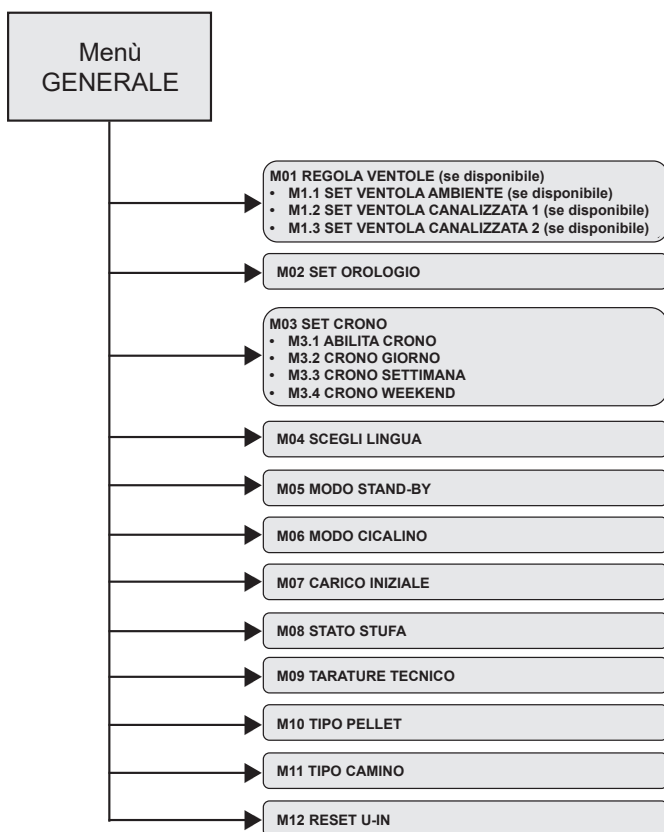 Menù
GENERALE
M01 REGOLA VENTOLE (se disponibile)
• M1.1 SET VENTOLA AMBIENTE (se disponibile)
• M1.2 SET VENTOLA CANALIZZATA 1 (se disponibile)
• M1.3 SET VENTOLA CANALIZZATA 2 (se disponibile)
M02 SET OROLOGIO
M03 SET CRONO
• M3.1 ABILITA CRONO
• M3.2 CRONO GIORNO
• M3.3 CRONO SETTIMANA
• M3.4 CRONO WEEKEND
M04 SCEGLI LINGUA
M05 MODO STAND-BY
M06 MODO CICALINO
M07 CARICO INIZIALE
M08 STATO STUFA
M09 TARATURE TECNICO
M10 TIPO PELLET
M11 TIPO CAMINO
M12 RESET U-IN